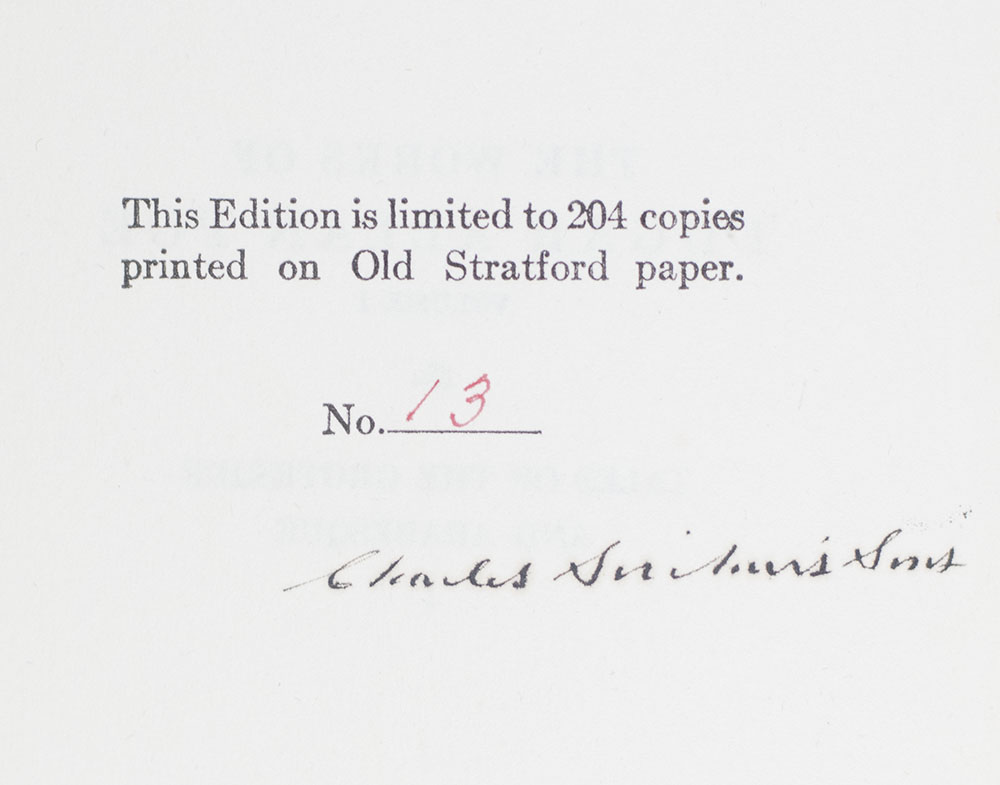 This Edition is limited to 204 copies
printed on Old Stratford paper.
No. 13
Charles Scribner's Sons